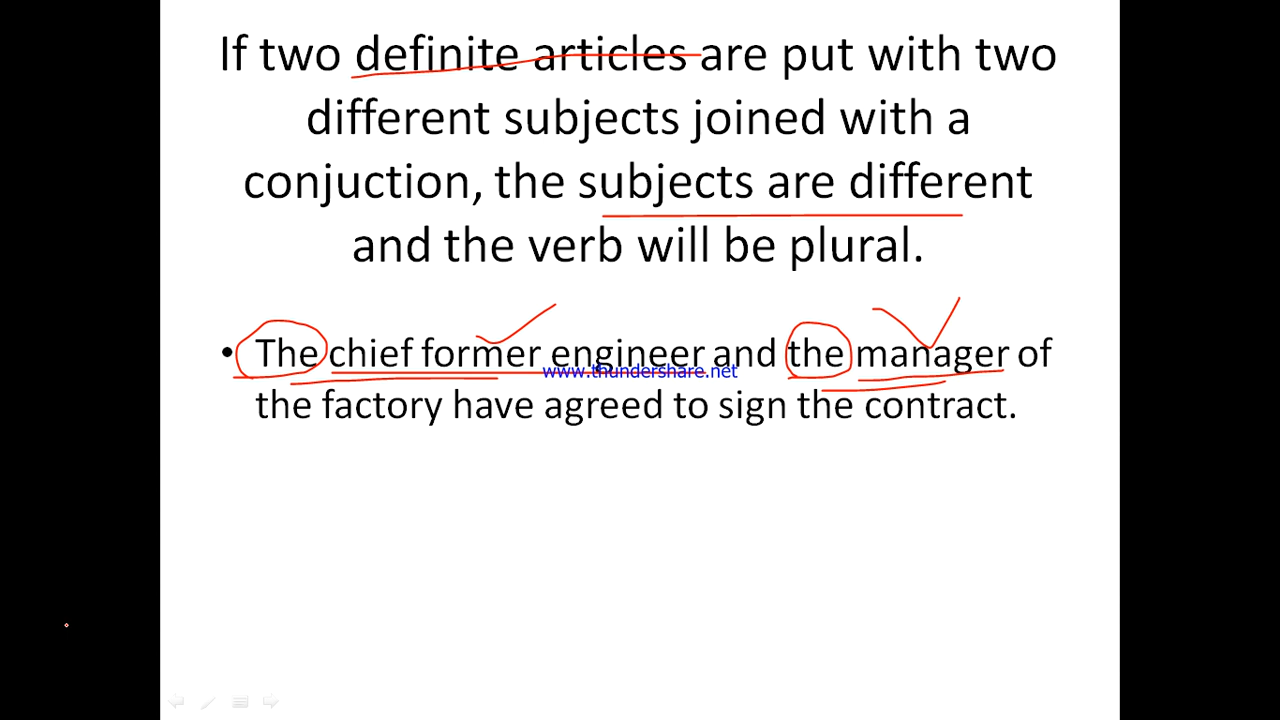 If two definite articles are put with two
different subjects joined with a
conjuction, the subjects are different
and the verb will be plural.
• The chief former engineer and the manager of
www.thundershare.net
the factory have agreed to sign the contract.